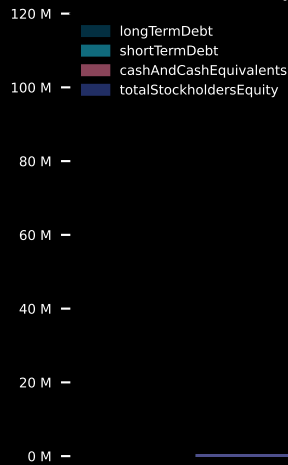 120 M
longTermDebt
shortTermDebt
cashAndCashEquivalents
totalStockholdersEquity
100 M
80 M
60 M
40 M
20 M
0 M